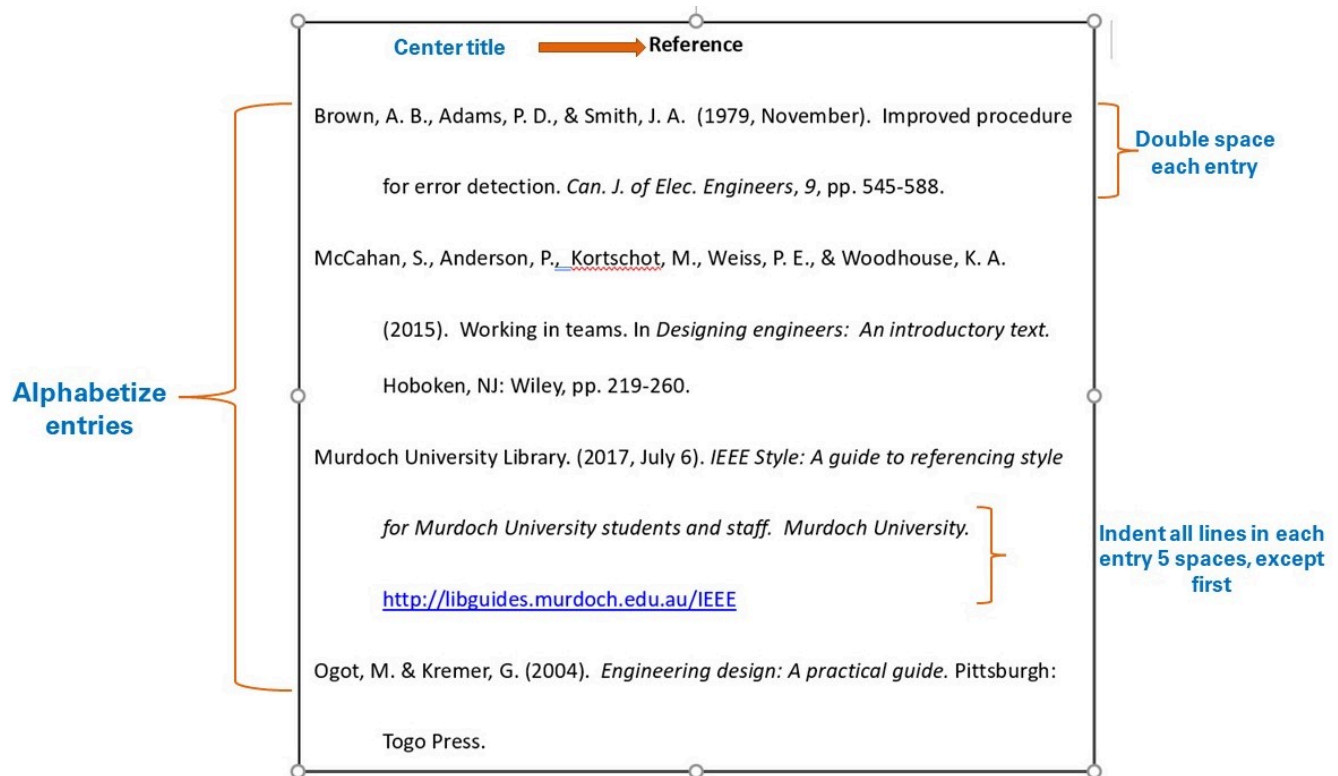 Center title
Reference
Brown, A. B., Adams, P. D., & Smith, J. A.  (1979, November).  Improved procedure
for error detection. Can. J. of Elec. Engineers, 9, pp. 545-588.
Double space
each entry
McCahan, S., Anderson, P.,  Kortschot, M., Weiss, P. E., & Woodhouse, K. A.
(2015).  Working in teams. In Designing engineers:  An introductory text.
Hoboken, NJ: Wiley, pp. 219-260.
Alphabetize
entries
Murdoch University Library. (2017, July 6). IEEE Style: A guide to referencing style
for Murdoch University students and staff.  Murdoch University.
http://libguides.murdoch.edu.au/IEEE
Indent all lines in each
entry 5 spaces, except
first
Ogot, M. & Kremer, G. (2004).  Engineering design: A practical guide. Pittsburgh:
Togo Press.